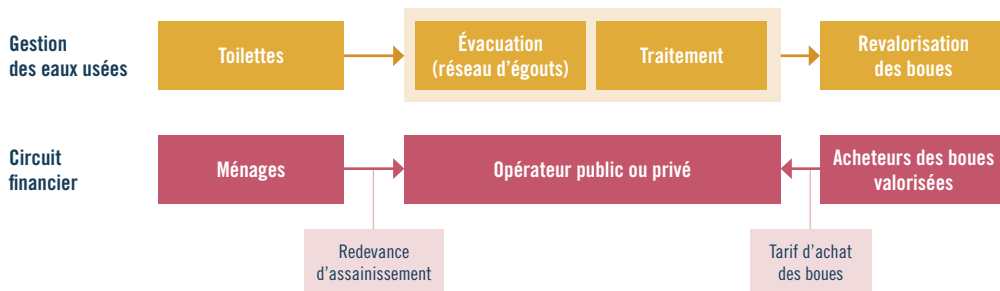 Gestion
des eaux usées
Toilettes
Évacuation
(réseau d'égouts)
Traitement
Revalorisation
des boues
Circuit
financier
Ménages
Opérateur public ou privé
Acheteurs des boues
valorisées
Redevance
d'assainissement
Tarif d'achat
des boues